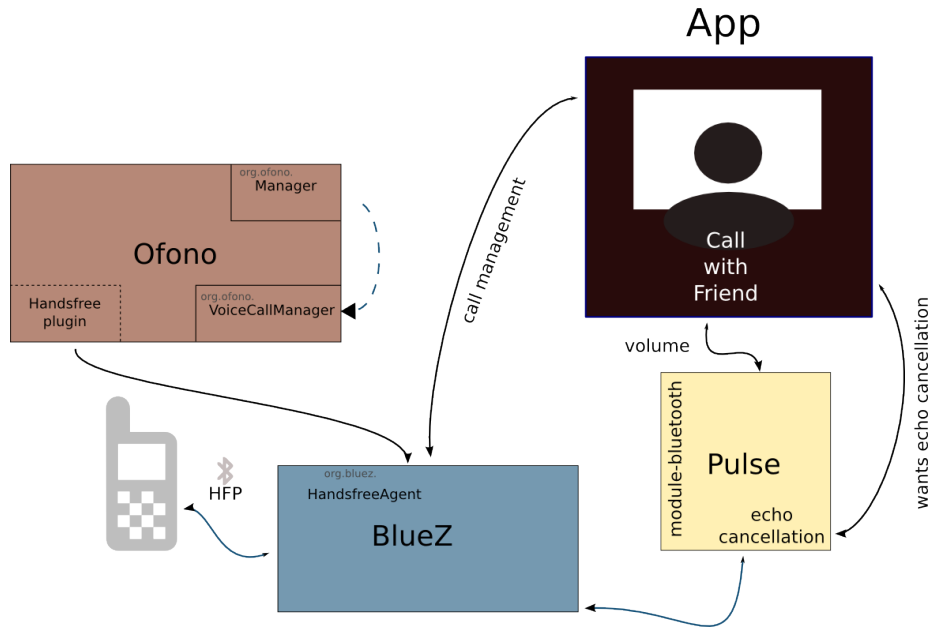 App
org.ofono.
Manager
Ofono
org.ofono.
VoiceCallManager
Handsfree
plugin
call management
Call
with
Friend
volume
wants echo cancellation
module-bluetooth
Pulse
echo
cancellation
HFP
org.bluez.
HandsfreeAgent
BlueZ